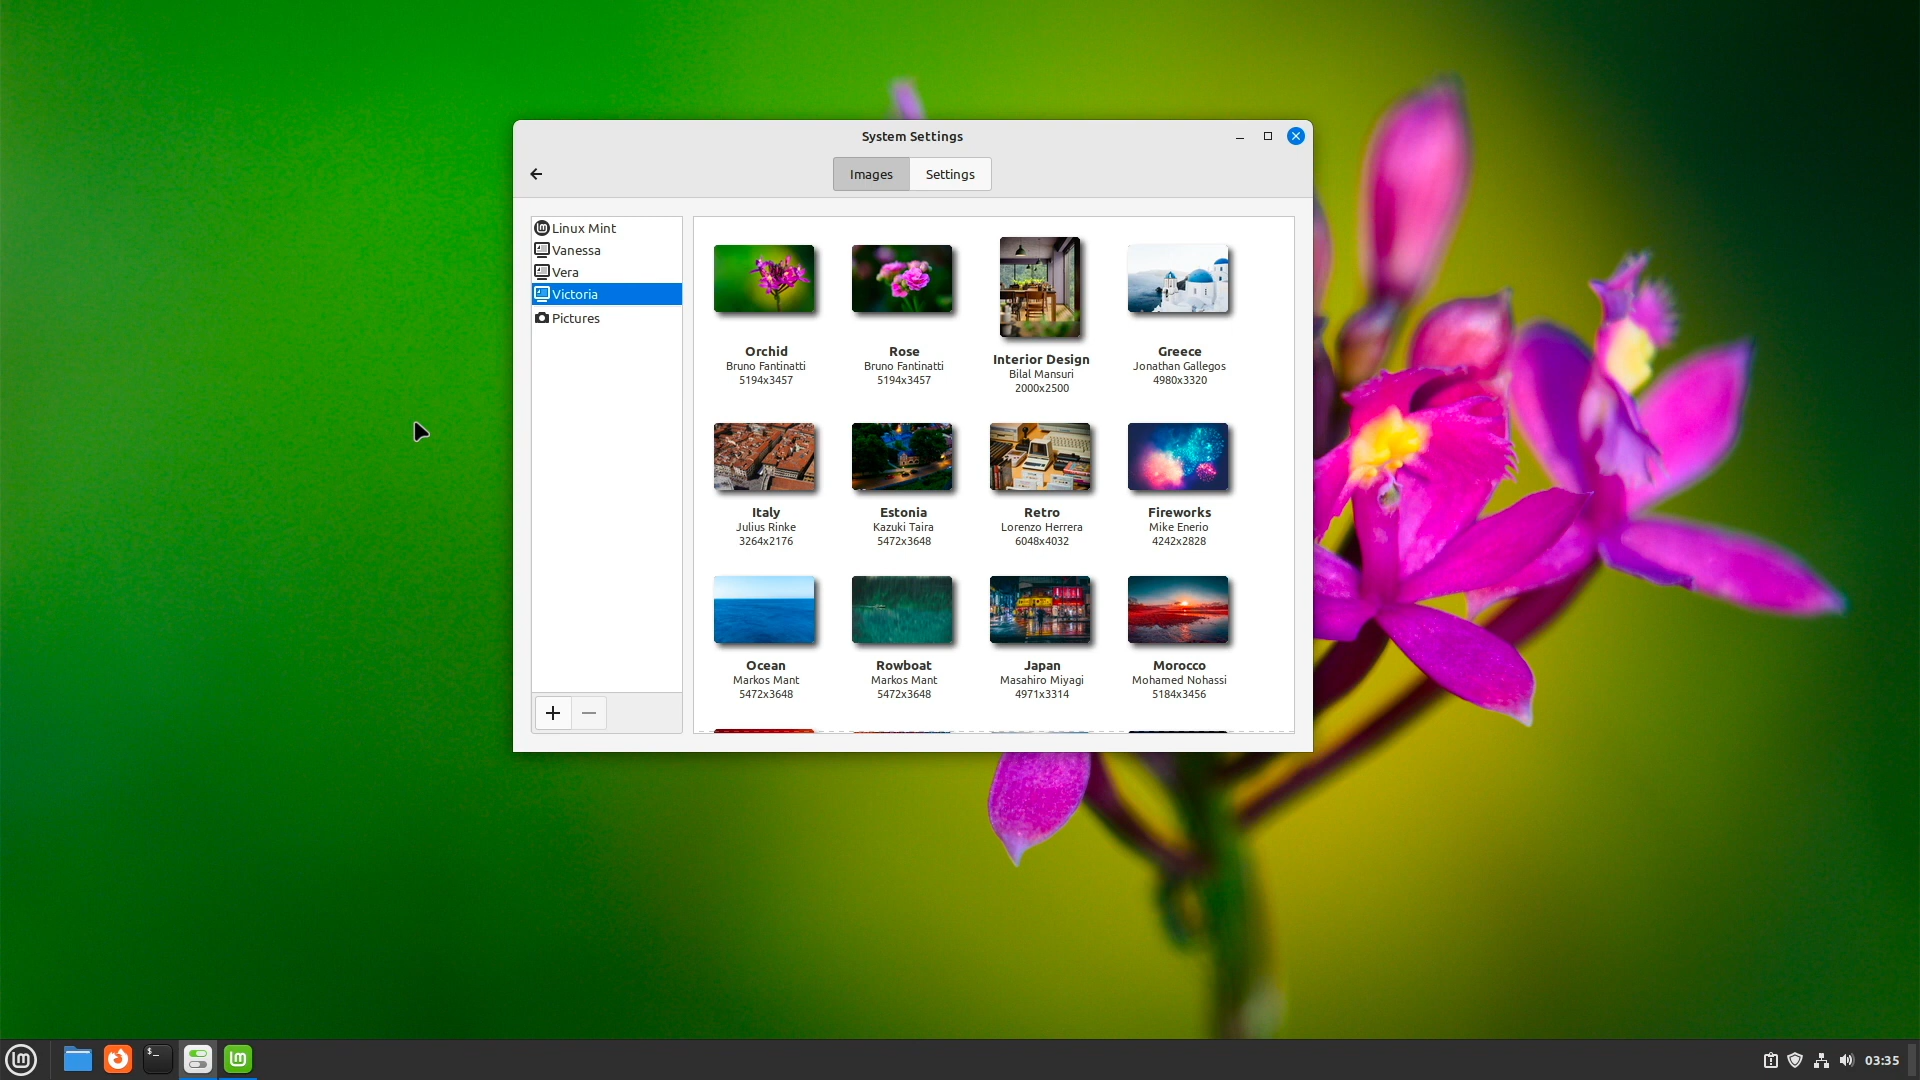 System Settings
Images
Settings
Linux Mint
Vanessa
Vera
Victoria
Pictures
Orchid
Bruno Fantinatti
5194x3457
Rose
Bruno Fantinatti
5194x3457
Interior Design
Bilal Mansuri
2000x2500
Greece
Jonathan Gallegos
4980x3320
Italy
Julius Rinke
3264x2176
Estonia
Kazuki Taira
5472x3648
Retro
Lorenzo Herrera
6048x4032
Fireworks
Mike Enerio
4242x2828
Ocean
Markos Mant
5472x3648
Rowboat
Markos Mant
5472x3648
Japan
Masahiro Miyagi
4971x3314
Morocco
Mohamed Nohassi
5184x3456
03:35